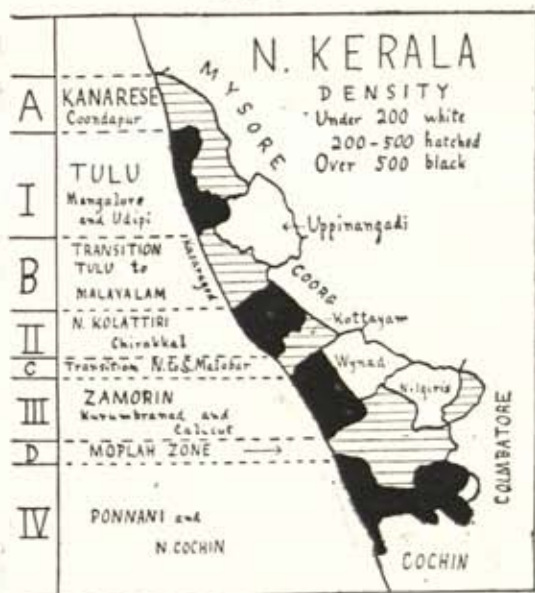 N. KERALA
DENSITY
Under 200 white
200-500 hatched
Over 500 black
A
KANARESE
Coondapur
I
TULU
Mangalore
and Udipi
B
TRANSITION
TULU to
MALAYALAM
II
N. KOLATTIRI
Chirakkal
C
Transition N. to S. Malabar
III
ZAMORIN
Kurumbranad and
Calicut
D
MOPLAH ZONE
IV
PONNANI and
N. COCHIN
MYSORE
Uppinangadi
Kasaragod
COORG
Kottayam
Wynad
Nilgiris
COIMBATORE
COCHIN